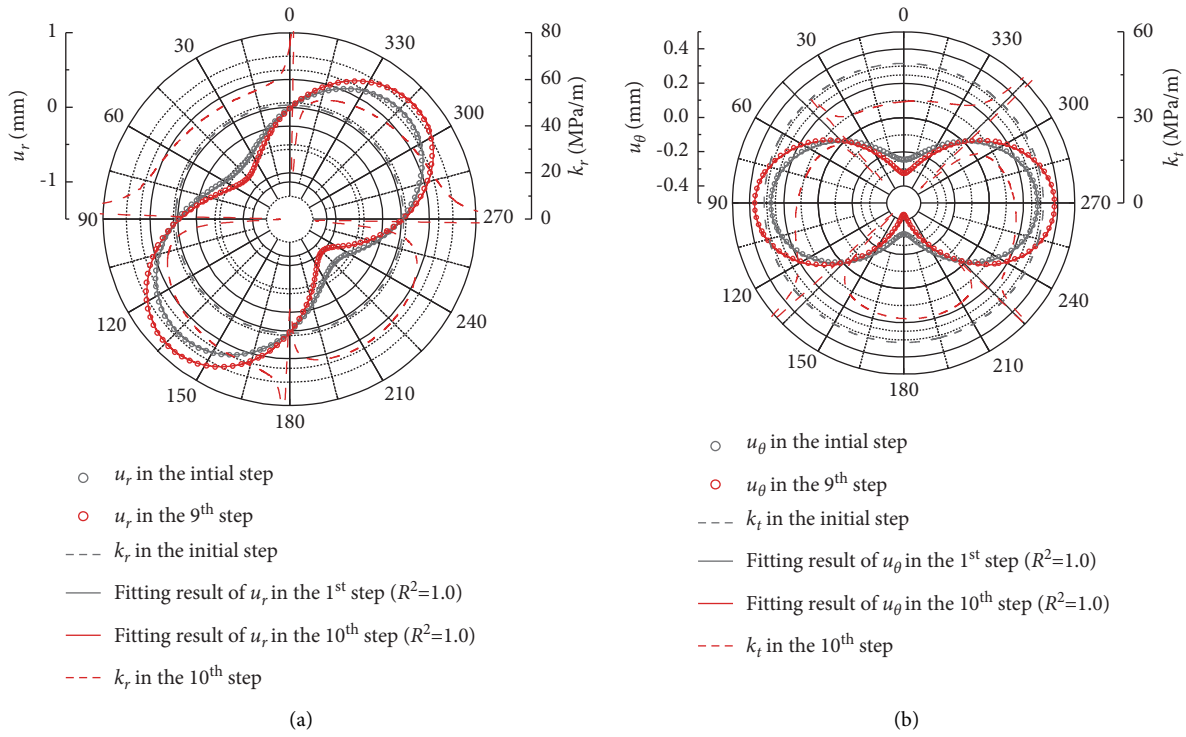 1
0
-1
u_r (mm)
80
60
40
20
0
k_r (MPa/m)
0
30
60
90
120
150
180
210
240
270
300
330
u_r in the intial step
u_r in the 9th step
k_r in the initial step
Fitting result of u_r in the 1st step (R²=1.0)
Fitting result of u_r in the 10th step (R²=1.0)
k_r in the 10th step
(a)
0.4
0.2
0.0
-0.2
-0.4
u_θ (mm)
60
30
0
k_t (MPa/m)
0
30
60
90
120
150
180
210
240
270
300
330
u_θ in the intial step
u_θ in the 9th step
k_t in the initial step
Fitting result of u_θ in the 1st step (R²=1.0)
Fitting result of u_θ in the 10th step (R²=1.0)
k_t in the 10th step
(b)